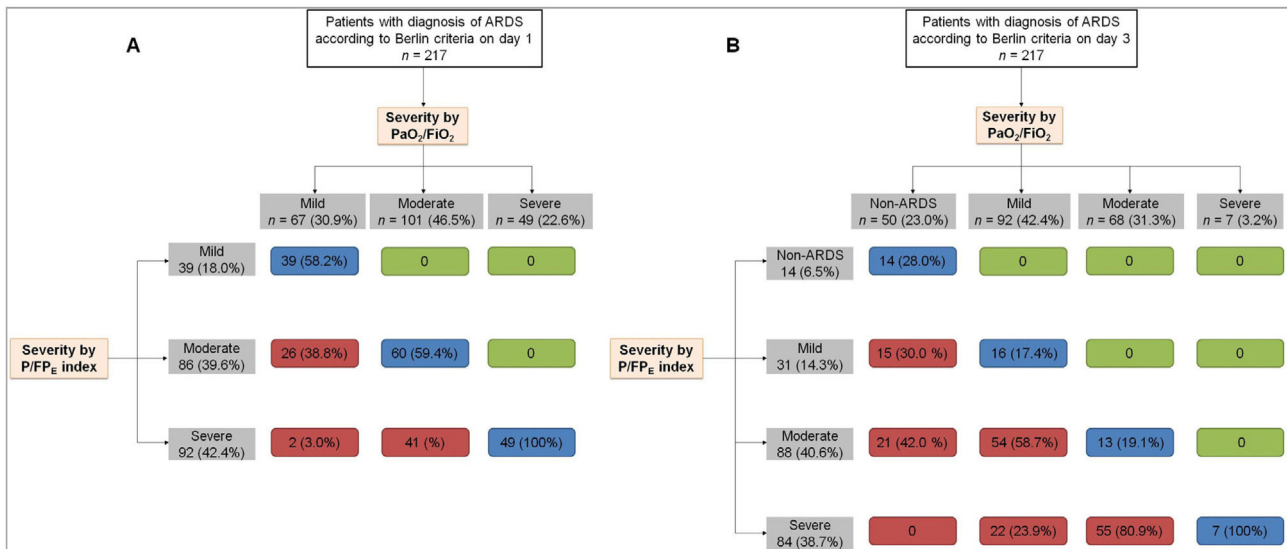 A
Patients with diagnosis of ARDS
according to Berlin criteria on day 1
n = 217
Severity by
PaO₂/FiO₂
Mild
n = 67 (30.9%)
Moderate
n = 101 (46.5%)
Severe
n = 49 (22.6%)
Severity by
P/FPE index
Mild
39 (18.0%)
39 (58.2%)
0
0
Moderate
86 (39.6%)
26 (38.8%)
60 (59.4%)
0
Severe
92 (42.4%)
2 (3.0%)
41 (%)
49 (100%)
B
Patients with diagnosis of ARDS
according to Berlin criteria on day 3
n = 217
Severity by
PaO₂/FiO₂
Non-ARDS
n = 50 (23.0%)
Mild
n = 92 (42.4%)
Moderate
n = 68 (31.3%)
Severe
n = 7 (3.2%)
Severity by
P/FPE index
Non-ARDS
14 (6.5%)
14 (28.0%)
0
0
0
Mild
31 (14.3%)
15 (30.0 %)
16 (17.4%)
0
0
Moderate
88 (40.6%)
21 (42.0 %)
54 (58.7%)
13 (19.1%)
0
Severe
84 (38.7%)
0
22 (23.9%)
55 (80.9%)
7 (100%)